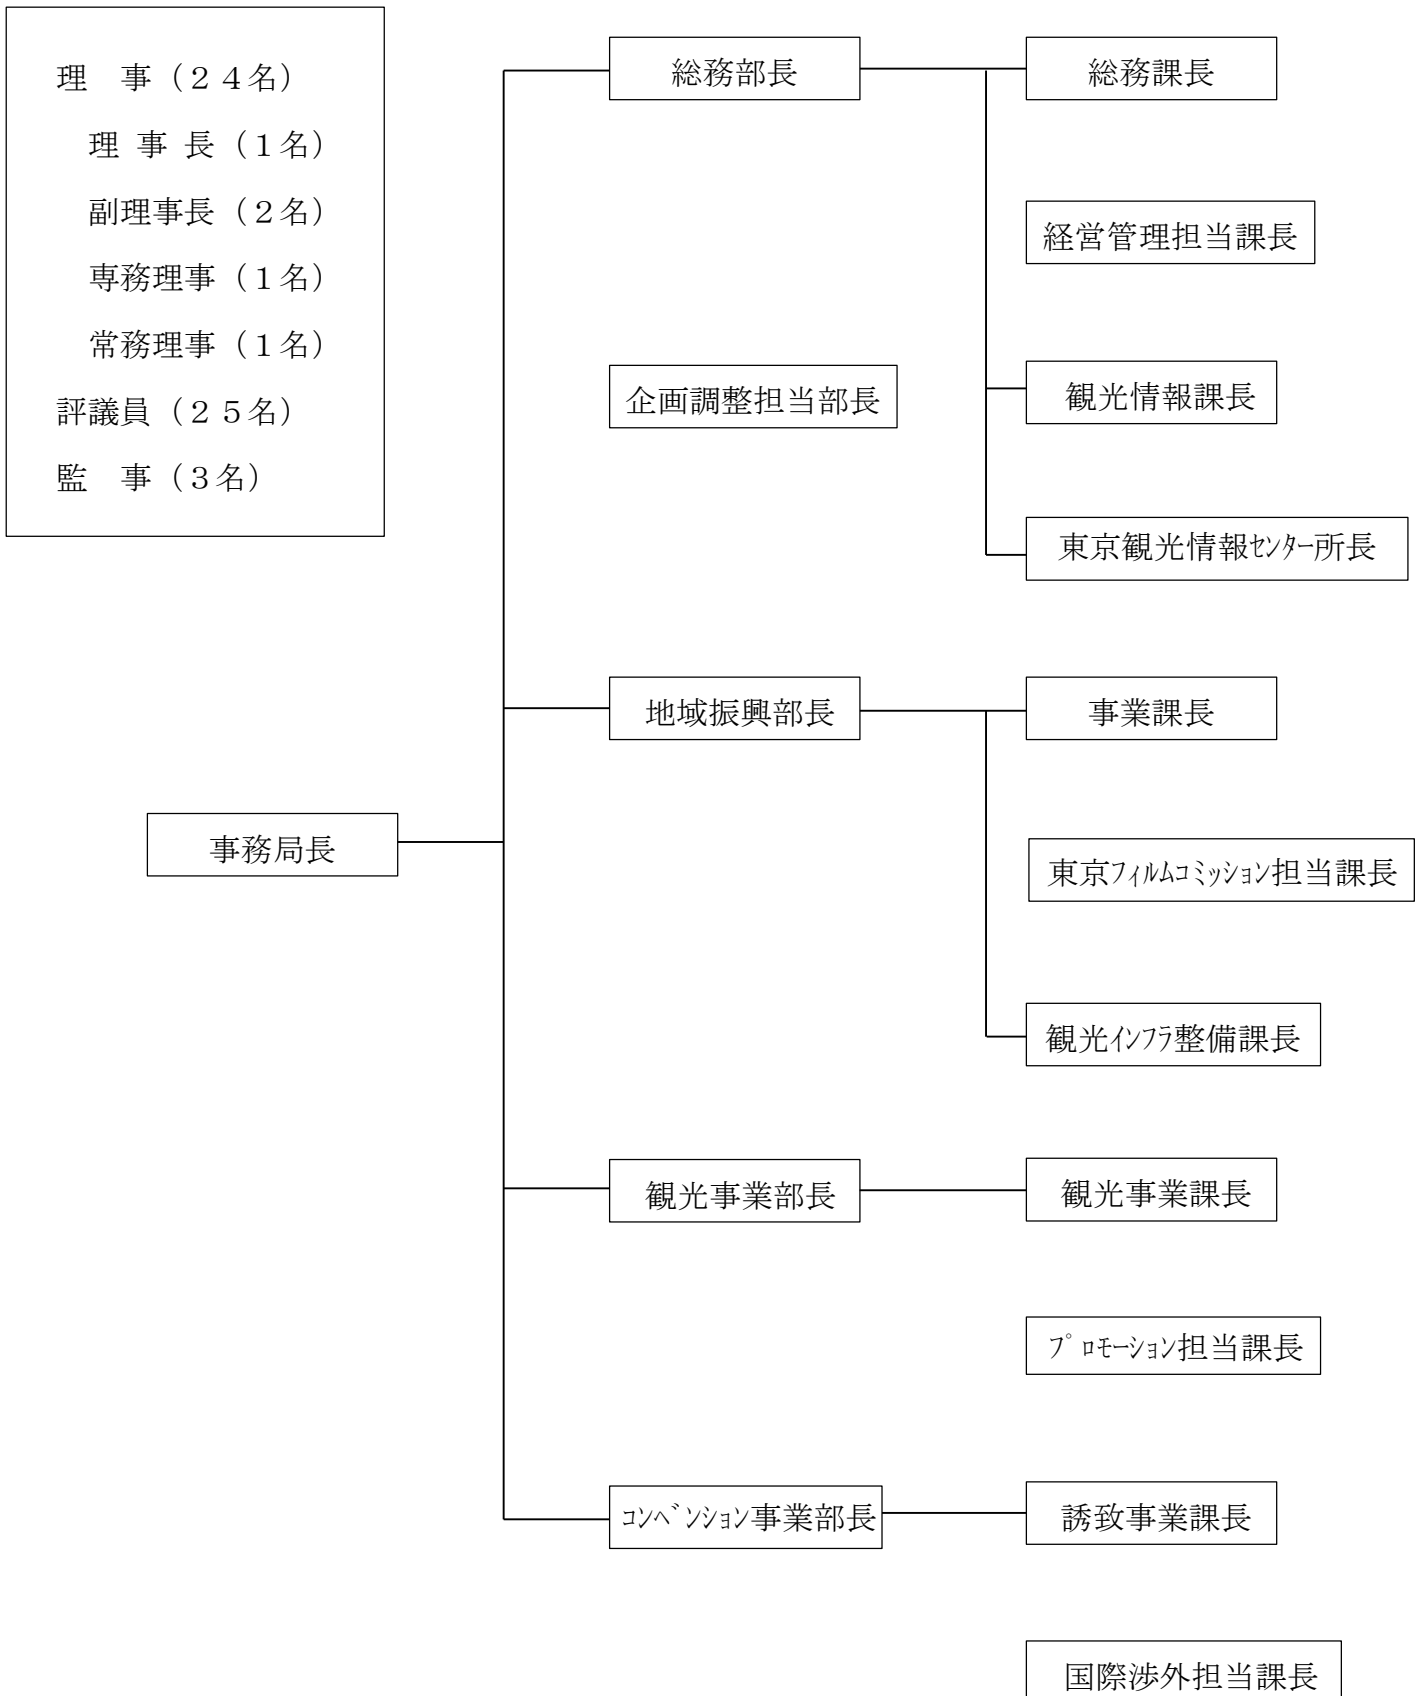 理　事（２４名）
理 事 長（１名）
副理事長（２名）
専務理事（１名）
常務理事（１名）
評議員（２５名）
監　事（３名）
事務局長
総務部長
総務課長
経営管理担当課長
企画調整担当部長
観光情報課長
東京観光情報ｾﾝﾀｰ所長
地域振興部長
事業課長
東京ﾌｨﾙﾑｺﾐｯｼｮﾝ担当課長
観光ｲﾝﾌﾗ整備課長
観光事業部長
観光事業課長
ﾌﾟﾛﾓｰｼｮﾝ担当課長
ｺﾝﾍﾞﾝｼｮﾝ事業部長
誘致事業課長
国際渉外担当課長